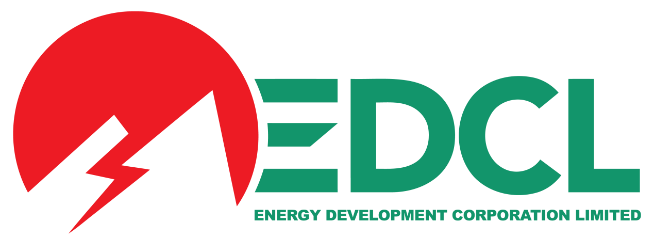 EDCL
ENERGY DEVELOPMENT CORPORATION LIMITED